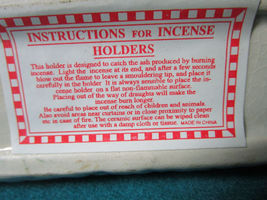 INSTRUCTIONS FOR INCENSE
HOLDERS
This holder is designed to catch the ash produced by burning
incense. Light the incense at its end, and after a few seconds
blow out the flame to leave a smouldering tip, and place it
carefully in the holder. It is always sensible to place the in-
cense holder on a flat non-flammable surface.
Placing out of the way of draughts will make the
incense burn longer.
Be careful to place out of reach of children and animals.
Also avoid areas near curtains or in close proximity to paper
etc in case of fire. The ceramic surface can be wiped clean
after use with a damp cloth or tissue. MADE IN CHINA